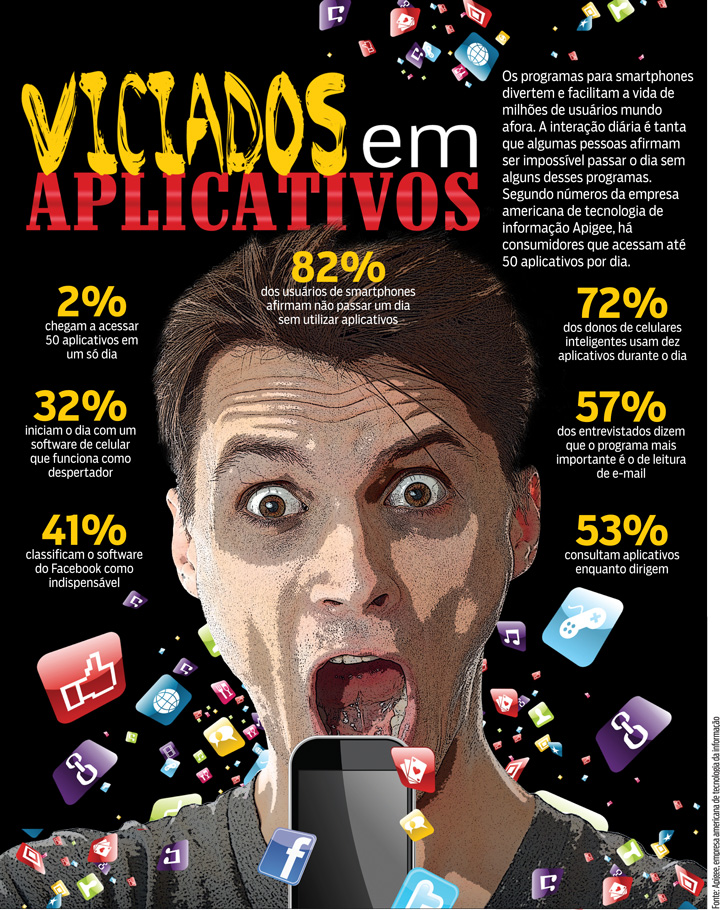 VICIADOS em
APLICATIVOS
Os programas para smartphones
divertem e facilitam a vida de
milhões de usuários mundo
afora. A interação diária é tanta
que algumas pessoas afirmam
ser impossível passar o dia sem
alguns desses programas.
Segundo números da empresa
americana de tecnologia de
informação Apigee, há
consumidores que acessam até
50 aplicativos por dia.
82%
dos usuários de smartphones
afirmam não passar um dia
sem utilizar aplicativos
2%
chegam a acessar
50 aplicativos em
um só dia
72%
dos donos de celulares
inteligentes usam dez
aplicativos durante o dia
32%
iniciam o dia com um
software de celular
que funciona como
despertador
57%
dos entrevistados dizem
que o programa mais
importante é o de leitura
de e-mail
41%
classificam o software
do Facebook como
indispensável
53%
consultam aplicativos
enquanto dirigem
f
Fonte: Apigee, empresa americana de tecnologia da informação